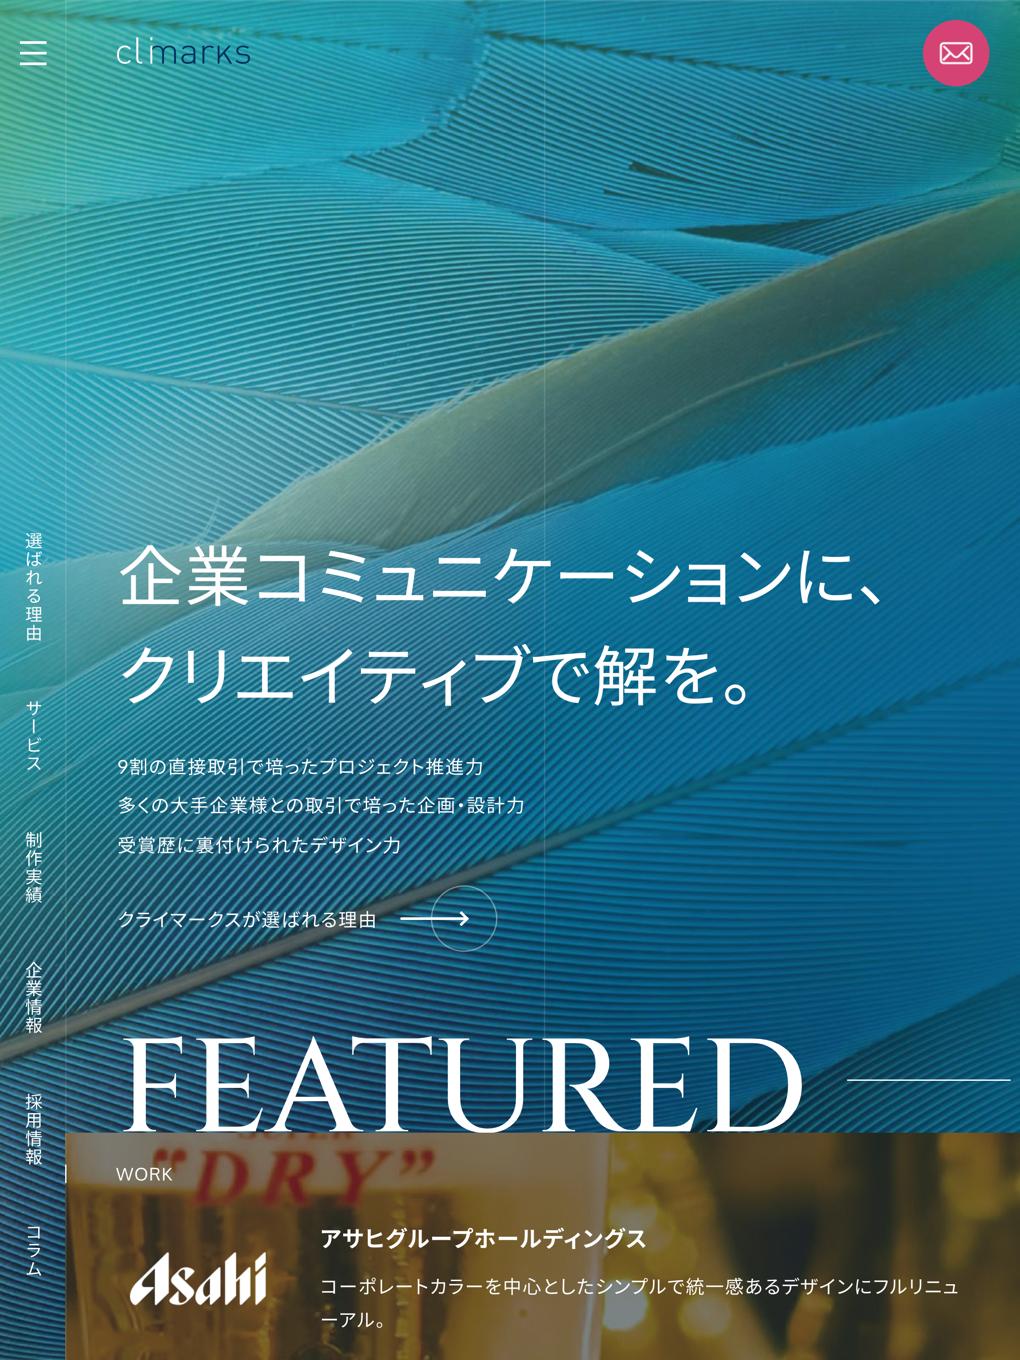 climarks
選ばれる理由
サービス
制作実績
企業情報
採用情報
コラム
企業コミュニケーションに、
クリエイティブで解を。
9割の直接取引で培ったプロジェクト推進力
多くの大手企業様との取引で培った企画・設計力
受賞歴に裏付けられたデザイン力
クライマークスが選ばれる理由
FEATURED
SUPER
"DRY"
WORK
Asahi
アサヒグループホールディングス
コーポレートカラーを中心としたシンプルで統一感あるデザインにフルリニュ
ーアル。